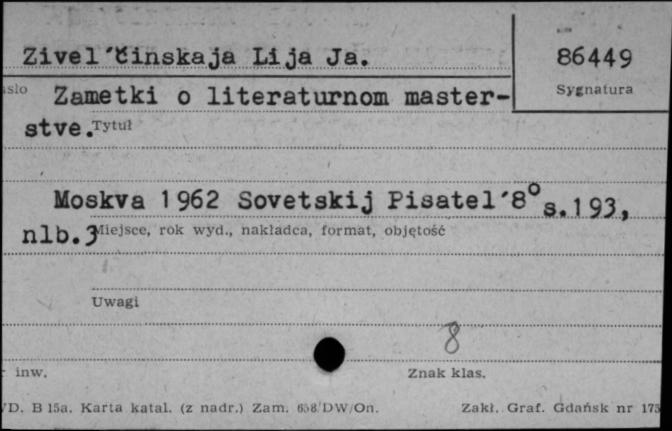 Zivel´činskaja Lija Ja.
86449
Sygnatura
Zametki o literaturnom master-
stve. Tytuł
Moskva 1962 Sovetskij Pisatel´8° s.193,
nlb.3 Miejsce, rok wyd., nakładca, format, objętość
Uwagi
8
inw.
Znak klas.
B 15a. Karta katal. (z nadr.) Zam. 658/DW/On.
Zakł. Graf. Gdańsk nr 173